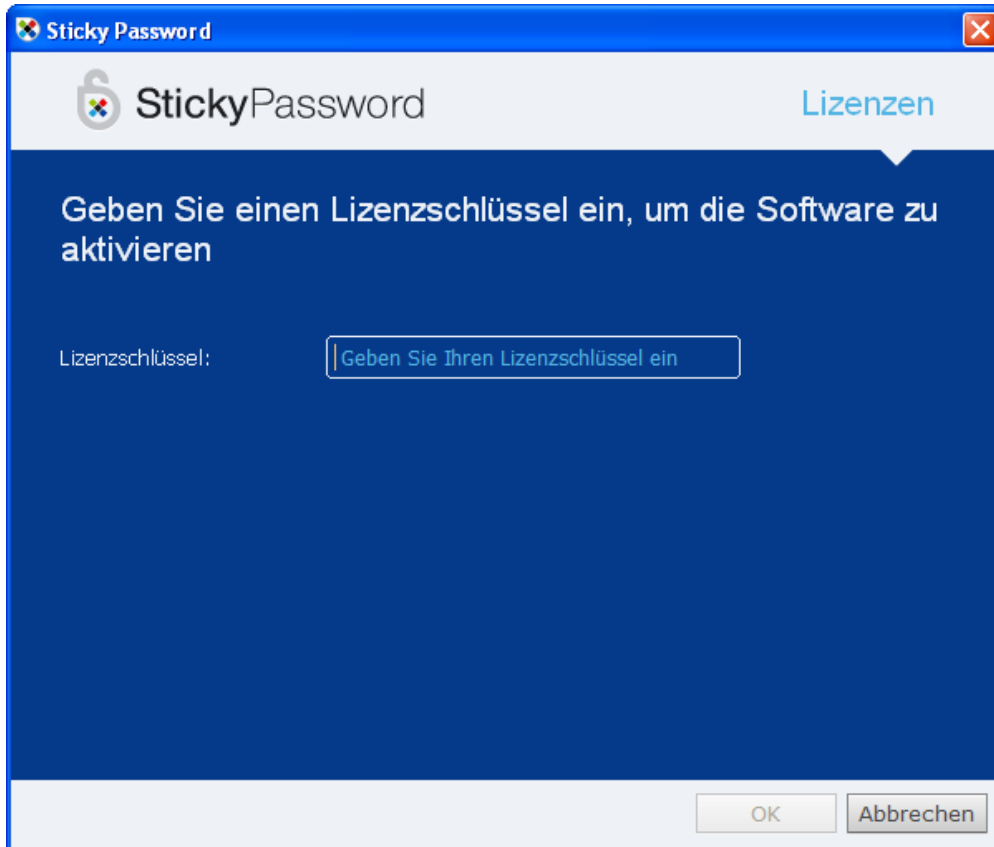 Sticky Password
StickyPassword
Lizenzen
Geben Sie einen Lizenzschlüssel ein, um die Software zu
aktivieren
Lizenzschlüssel:
Geben Sie Ihren Lizenzschlüssel ein
OK
Abbrechen